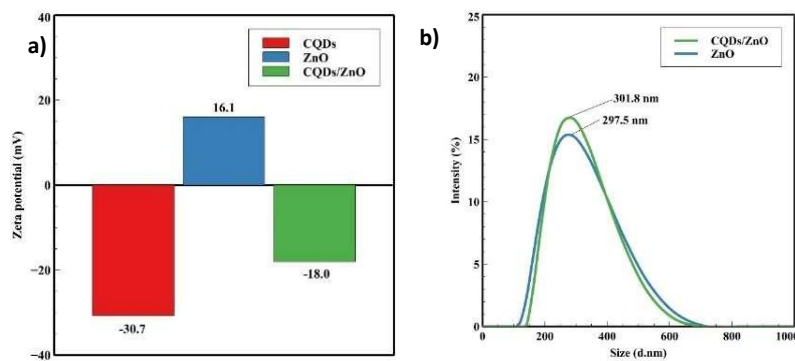 a)
40
20
0
−20
−40
Zeta potential (mV)
CQDs
ZnO
CQDs/ZnO
16.1
-30.7
-18.0
b)
25
20
15
10
5
0
Intensity (%)
CQDs/ZnO
ZnO
301.8 nm
297.5 nm
0 200 400 600 800 1000
Size (d.nm)